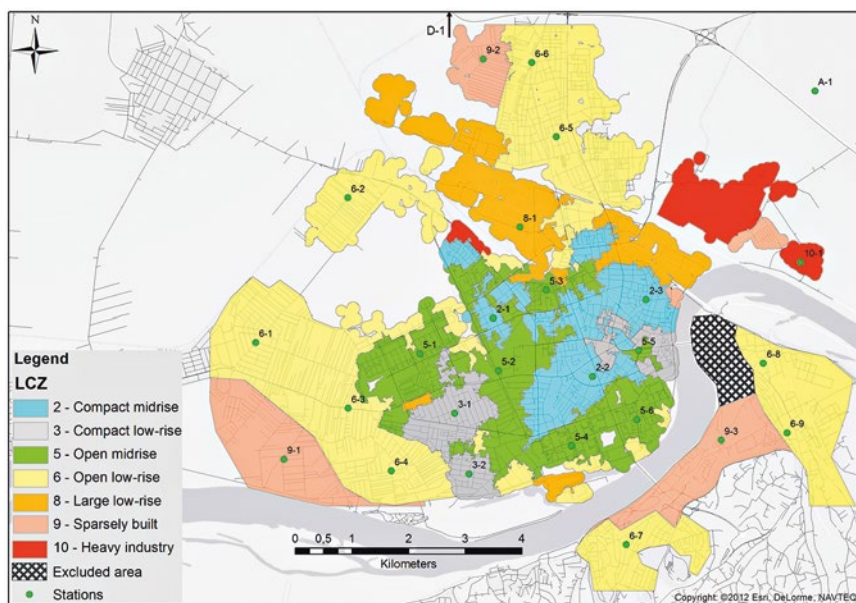 N
D-1
9-2
6-6
A-1
6-5
6-2
8-1
10-1
5-3
2-3
2-1
6-1
5-1
5-5
5-2
6-8
2-2
6-3
3-1
5-6
6-9
9-3
5-4
9-1
6-4
3-2
6-7
Legend
LCZ
2 - Compact midrise
3 - Compact low-rise
5 - Open midrise
6 - Open low-rise
8 - Large low-rise
9 - Sparsely built
10 - Heavy industry
Excluded area
Stations
0 0,5 1 2 3 4
Kilometers
Copyright: ©2012 Esri, DeLorme, NAVTEQ